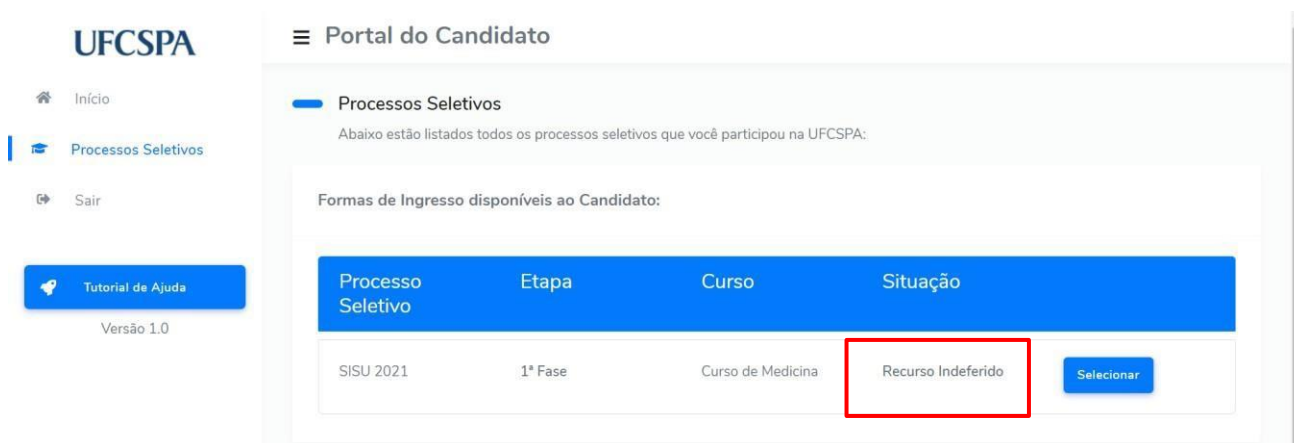 UFCSPA
Início
Processos Seletivos
Sair
Tutorial de Ajuda
Versão 1.0
Portal do Candidato
Processos Seletivos
Abaixo estão listados todos os processos seletivos que você participou na UFCSPA:
Formas de Ingresso disponíveis ao Candidato:
Processo Seletivo Etapa Curso Situação
SISU 2021 1ª Fase Curso de Medicina Recurso Indeferido Selecionar